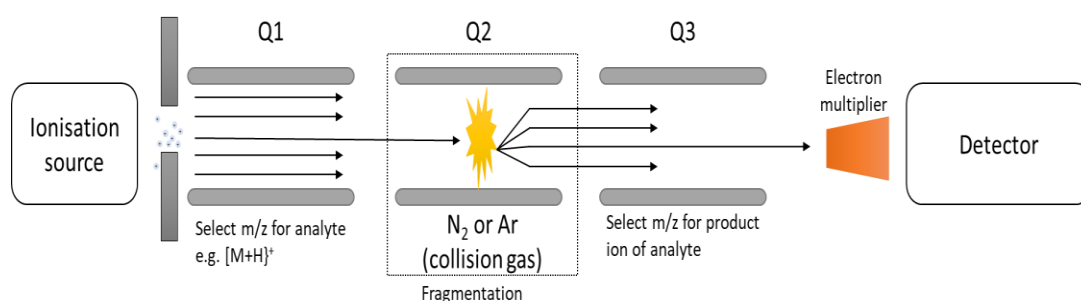 Q1
Q2
Q3
Ionisation
source
Electron
multiplier
Detector
Select m/z for analyte
e.g. [M+H}⁺
N₂ or Ar
(collision gas)
Select m/z for product
ion of analyte
Fragmentation